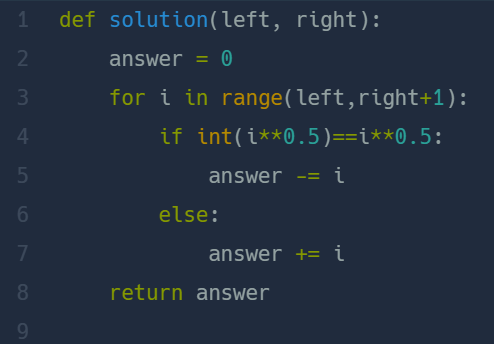 1 def solution(left, right):
2     answer = 0
3     for i in range(left,right+1):
4         if int(i**0.5)==i**0.5:
5             answer -= i
6         else:
7             answer += i
8     return answer
9